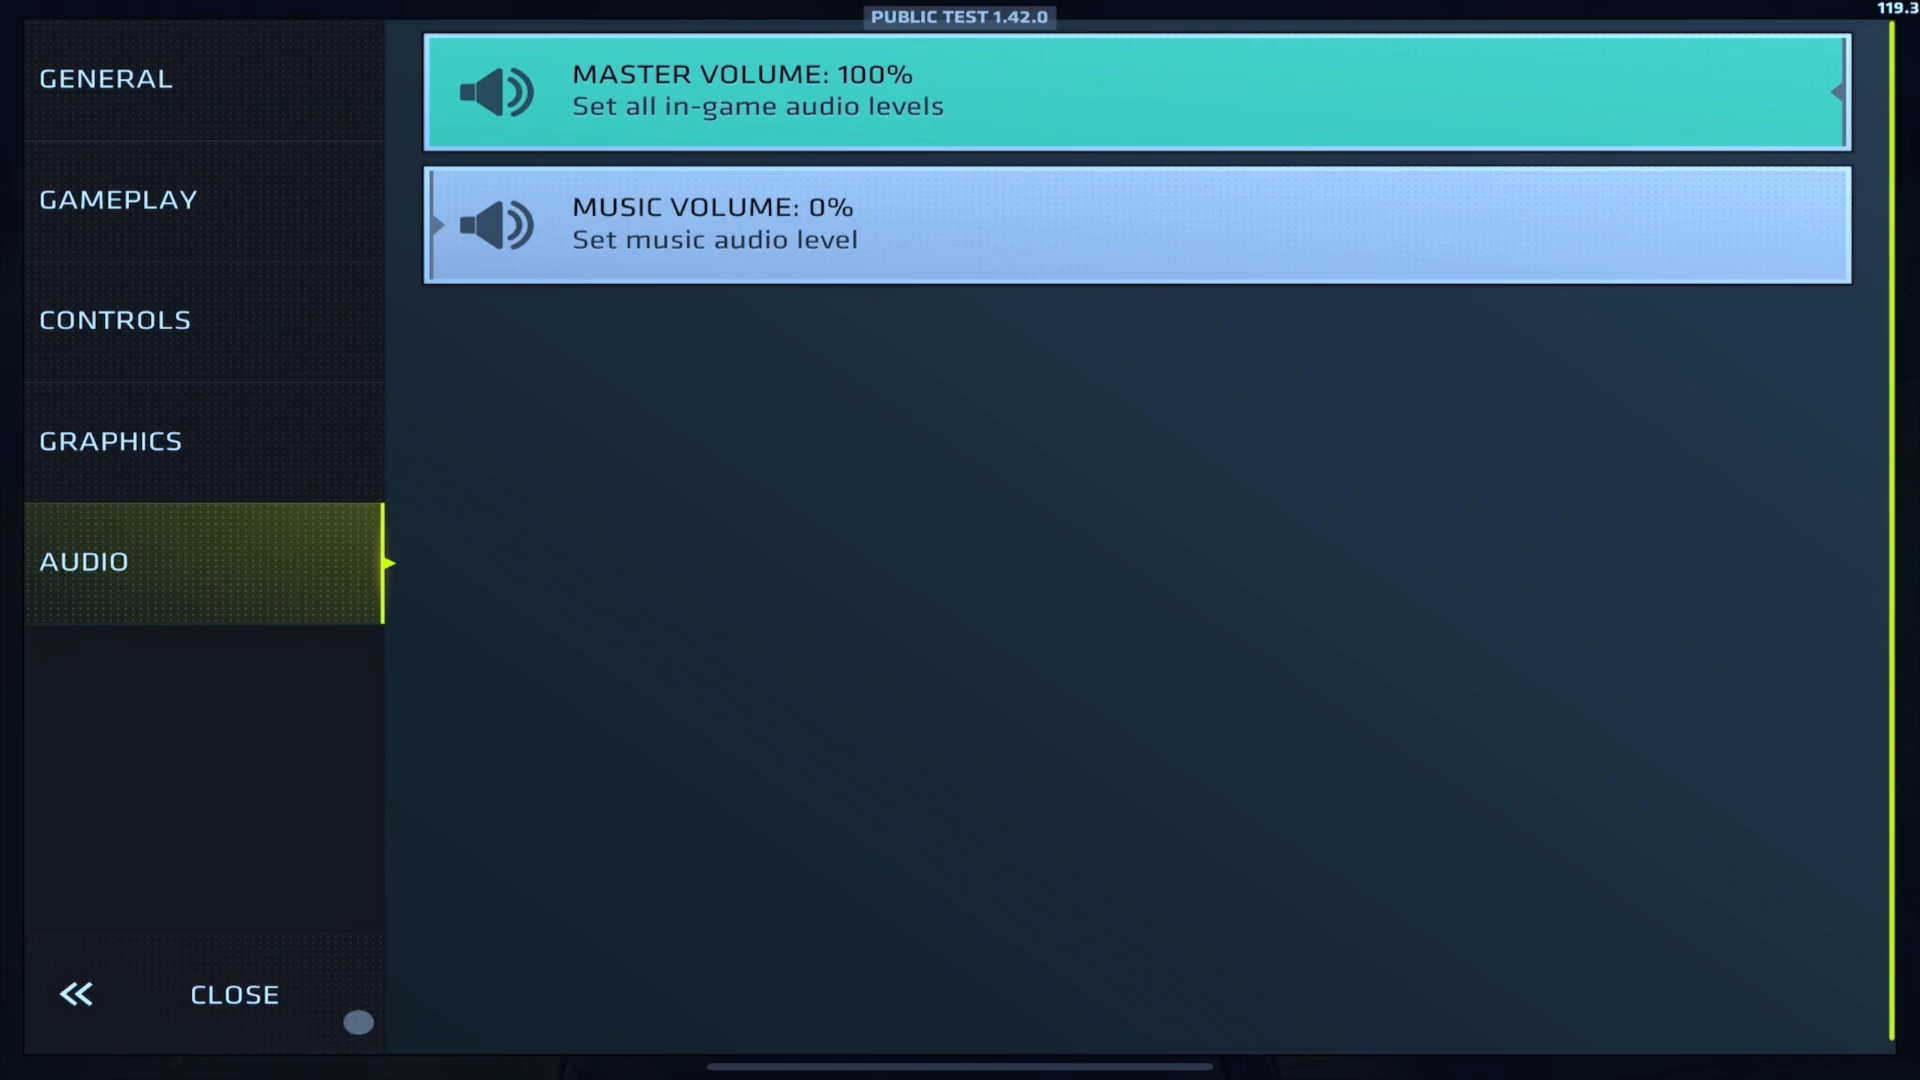 PUBLIC TEST 1.42.0
119.3
GENERAL
GAMEPLAY
CONTROLS
GRAPHICS
AUDIO
CLOSE
MASTER VOLUME: 100%
Set all in-game audio levels
MUSIC VOLUME: 0%
Set music audio level